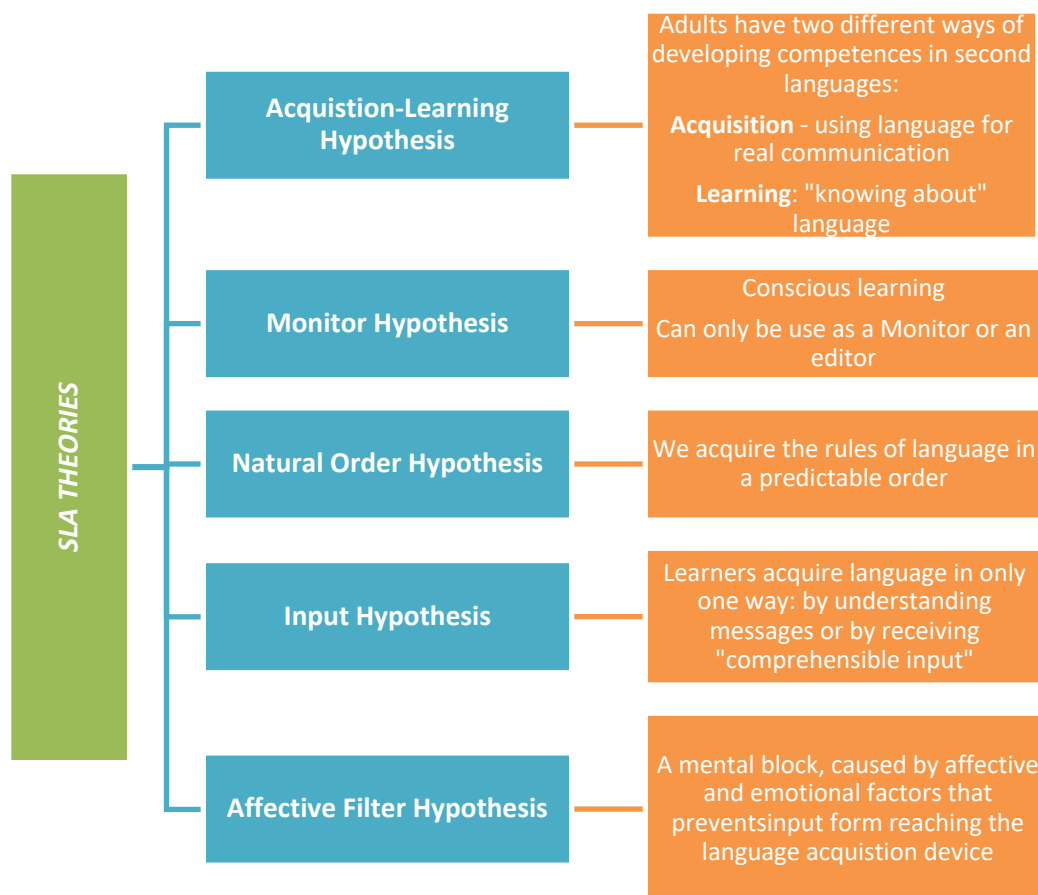 SLA THEORIES
Acquistion-Learning
Hypothesis
Adults have two different ways of
developing competences in second
languages:
Acquisition - using language for
real communication
Learning: "knowing about"
language
Monitor Hypothesis
Conscious learning
Can only be use as a Monitor or an
editor
Natural Order Hypothesis
We acquire the rules of language in
a predictable order
Input Hypothesis
Learners acquire language in only
one way: by understanding
messages or by receiving
"comprehensible input"
Affective Filter Hypothesis
A mental block, caused by affective
and emotional factors that
preventsinput form reaching the
language acquistion device